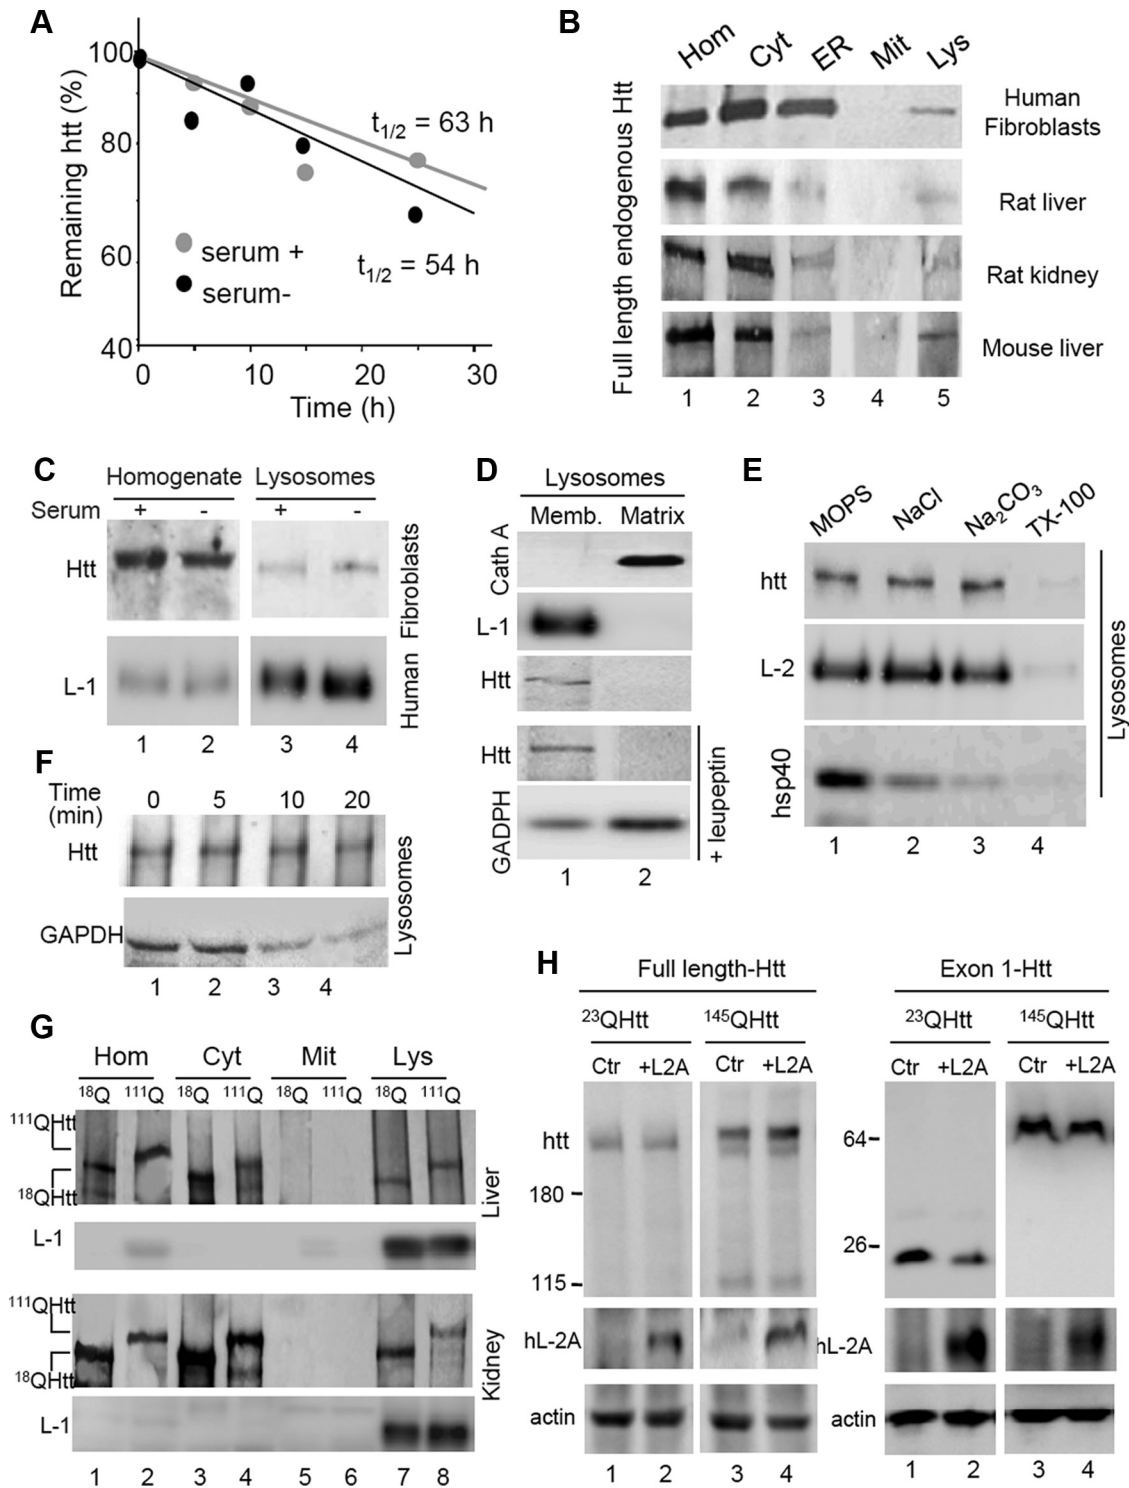 A
100
80
60
40
Remaining htt (%)
t1/2 = 63 h
serum +
serum-
t1/2 = 54 h
0 10 20 30
Time (h)
B
Hom Cyt ER Mit Lys
Full length endogenous Htt
Human
Fibroblasts
Rat liver
Rat kidney
Mouse liver
1 2 3 4 5
C
Homogenate Lysosomes
Serum + - + -
Htt
L-1
Human Fibroblasts
1 2 3 4
D
Lysosomes
Memb. Matrix
Cath A
L-1
Htt
Htt
GADPH
+ leupeptin
1 2
E
MOPS NaCl Na2CO3 TX-100
htt
L-2
hsp40
Lysosomes
1 2 3 4
F
Time
(min)
0 5 10 20
Htt
GAPDH
Lysosomes
1 2 3 4
G
Hom Cyt Mit Lys
18Q 111Q 18Q 111Q 18Q 111Q 18Q 111Q
111QHtt
18QHtt
Liver
L-1
111QHtt
18QHtt
Kidney
L-1
1 2 3 4 5 6 7 8
H
Full length-Htt
23QHtt 145QHtt
Ctr +L2A Ctr +L2A
htt
180
115
hL-2A
actin
1 2 3 4
Exon 1-Htt
23QHtt 145QHtt
Ctr +L2A Ctr +L2A
64
26
hL-2A
actin
1 2 3 4